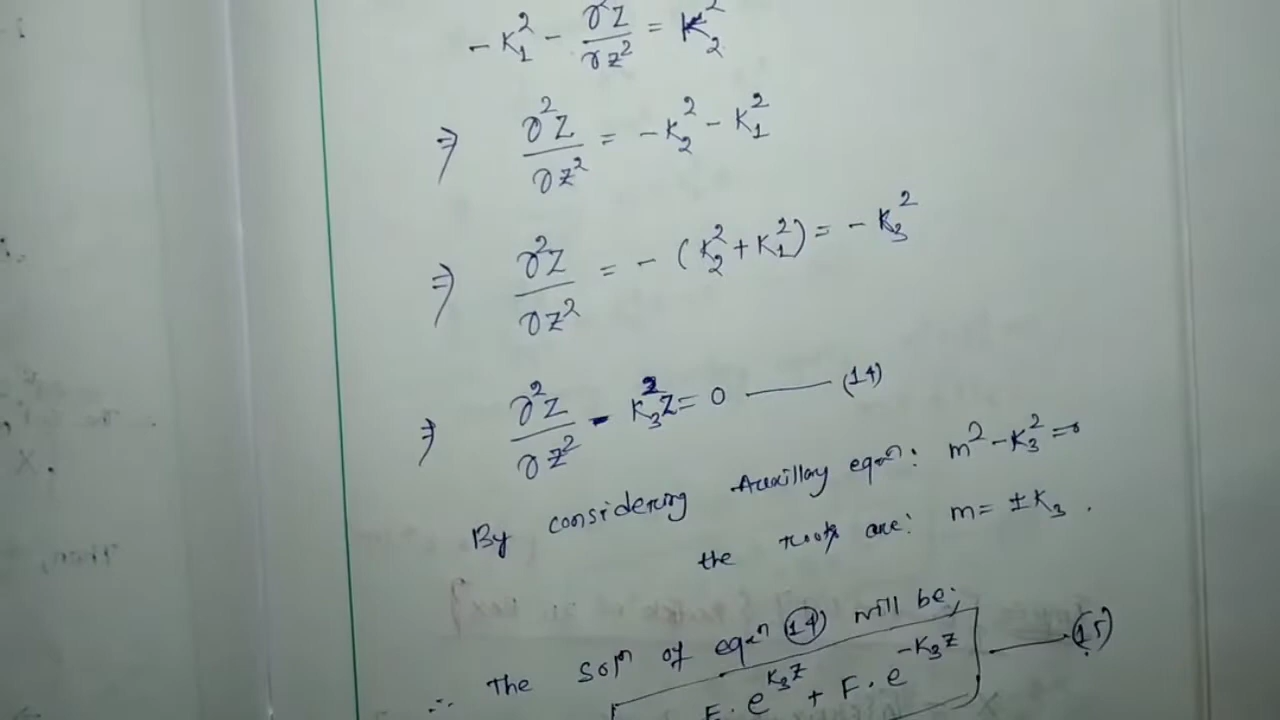 - K₁² - ∂²Z/∂z² = K₂²
⇒ ∂²Z/∂z² = - K₂² - K₁²
⇒ ∂²Z/∂z² = - (K₂² + K₁²) = - K₃²
⇒ ∂²Z/∂z² - K₃²Z = 0 —— (14)
By considering Auxillary eqⁿ: m² - K₃² = 0
the roots are: m = ± K₃ .
∴ The solⁿ of eqⁿ (14) will be;
E. e^{K₃z} + F. e^{-K₃z} —— (15)